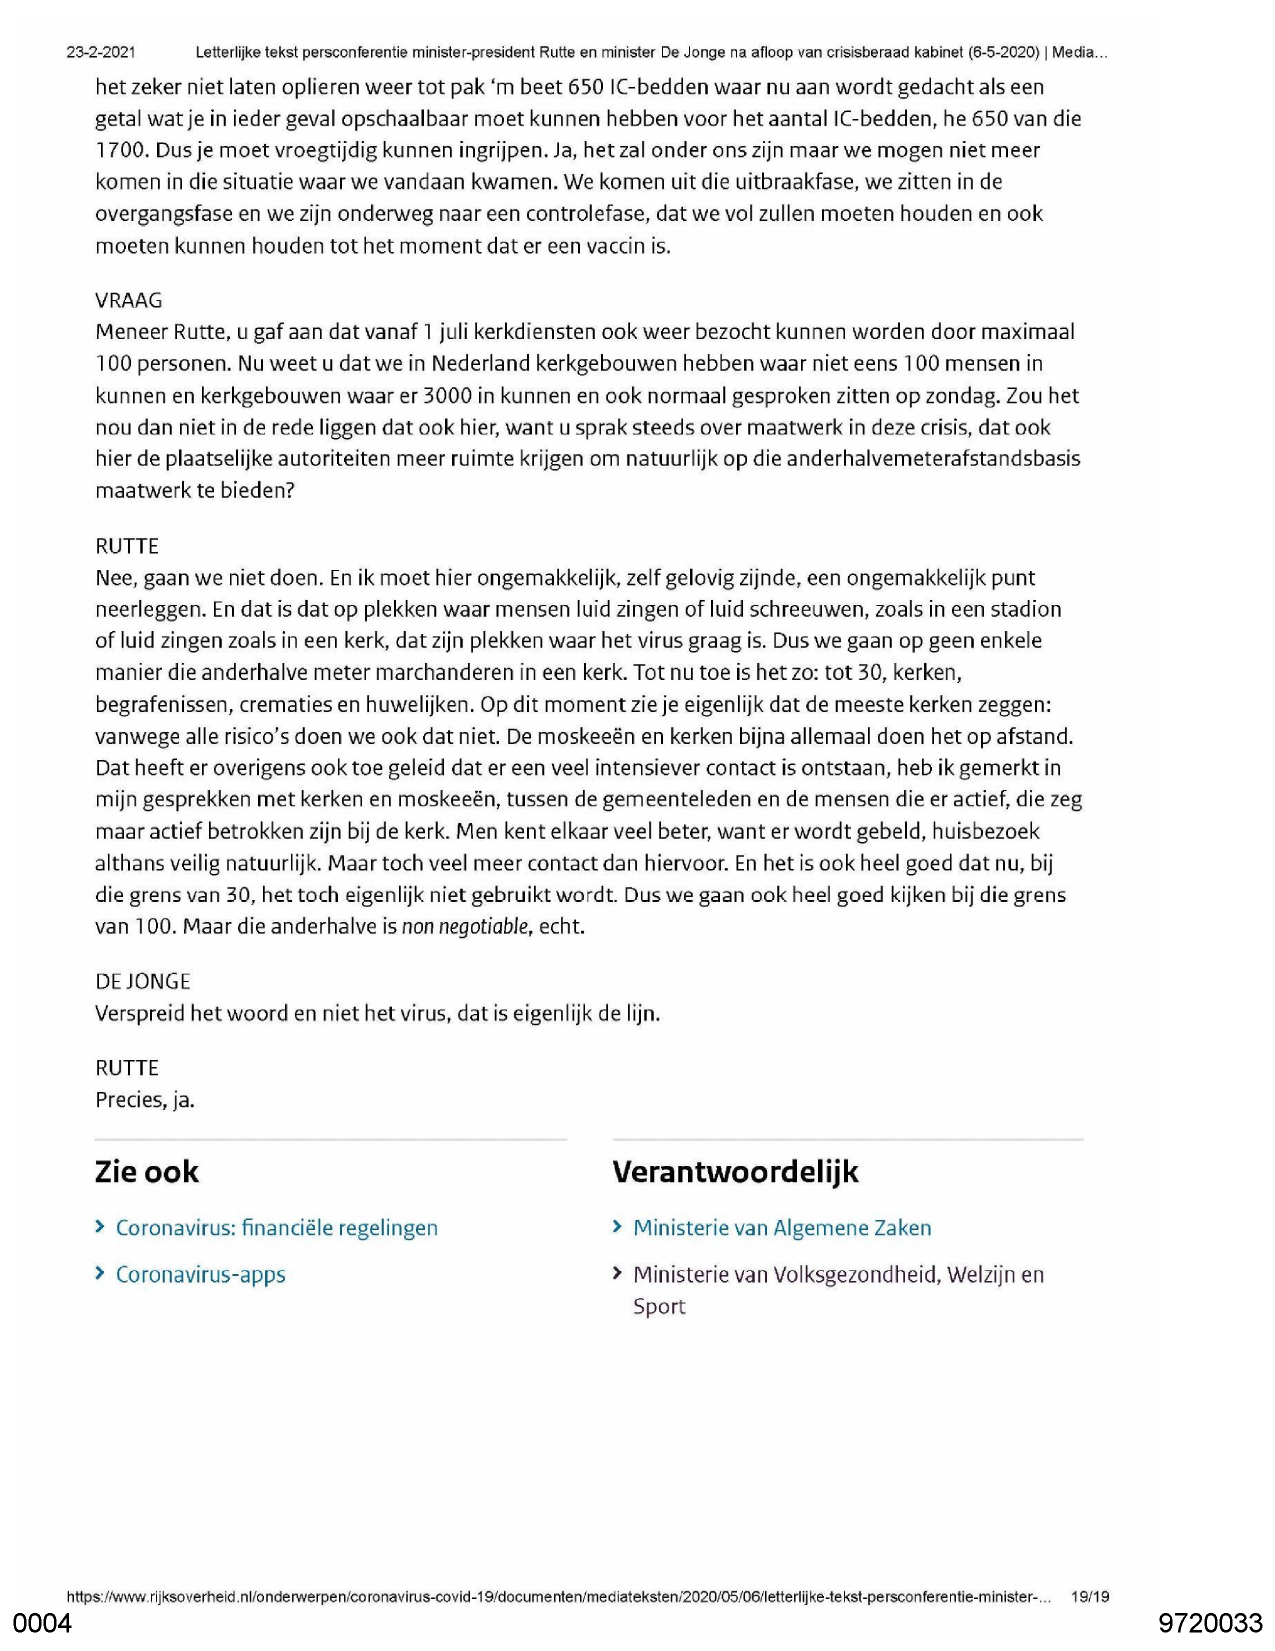 23-2-2021 Letterlijke tekst persconferentie minister-president Rutte en minister De Jonge na afloop van crisisberaad kabinet (6-5-2020) | Media...
het zeker niet laten oplieren weer tot pak ‘m beet 650 IC-bedden waar nu aan wordt gedacht als een
getal wat je in ieder geval opschaalbaar moet kunnen hebben voor het aantal IC-bedden, he 650 van die
1700. Dus je moet vroegtijdig kunnen ingrijpen. Ja, het zal onder ons zijn maar we mogen niet meer
komen in die situatie waar we vandaan kwamen. We komen uit die uitbraakfase, we zitten in de
overgangsfase en we zijn onderweg naar een controlefase, dat we vol zullen moeten houden en ook
moeten kunnen houden tot het moment dat er een vaccin is.
VRAAG
Meneer Rutte, u gaf aan dat vanaf 1 juli kerkdiensten ook weer bezocht kunnen worden door maximaal
100 personen. Nu weet u dat we in Nederland kerkgebouwen hebben waar niet eens 100 mensen in
kunnen en kerkgebouwen waar er 3000 in kunnen en ook normaal gesproken zitten op zondag. Zou het
nou dan niet in de rede liggen dat ook hier, want u sprak steeds over maatwerk in deze crisis, dat ook
hier de plaatselijke autoriteiten meer ruimte krijgen om natuurlijk op die anderhalvemeterafstandsbasis
maatwerk te bieden?
RUTTE
Nee, gaan we niet doen. En ik moet hier ongemakkelijk, zelf gelovig zijnde, een ongemakkelijk punt
neerleggen. En dat is dat op plekken waar mensen luid zingen of luid schreeuwen, zoals in een stadion
of luid zingen zoals in een kerk, dat zijn plekken waar het virus graag is. Dus we gaan op geen enkele
manier die anderhalve meter marchanderen in een kerk. Tot nu toe is het zo: tot 30, kerken,
begrafenissen, crematies en huwelijken. Op dit moment zie je eigenlijk dat de meeste kerken zeggen:
vanwege alle risico’s doen we ook dat niet. De moskeeën en kerken bijna allemaal doen het op afstand.
Dat heeft er overigens ook toe geleid dat er een veel intensiever contact is ontstaan, heb ik gemerkt in
mijn gesprekken met kerken en moskeeën, tussen de gemeenteleden en de mensen die er actief, die zeg
maar actief betrokken zijn bij de kerk. Men kent elkaar veel beter, want er wordt gebeld, huisbezoek
althans veilig natuurlijk. Maar toch veel meer contact dan hiervoor. En het is ook heel goed dat nu, bij
die grens van 30, het toch eigenlijk niet gebruikt wordt. Dus we gaan ook heel goed kijken bij die grens
van 100. Maar die anderhalve is non negotiable, echt.
DE JONGE
Verspreid het woord en niet het virus, dat is eigenlijk de lijn.
RUTTE
Precies, ja.
Zie ook
> Coronavirus: financiële regelingen
> Coronavirus-apps
Verantwoordelijk
> Ministerie van Algemene Zaken
> Ministerie van Volksgezondheid, Welzijn en
Sport
https://www.rijksoverheid.nl/onderwerpen/coronavirus-covid-19/documenten/mediateksten/2020/05/06/letterlijke-tekst-persconferentie-minister-... 19/19
0004 9720033